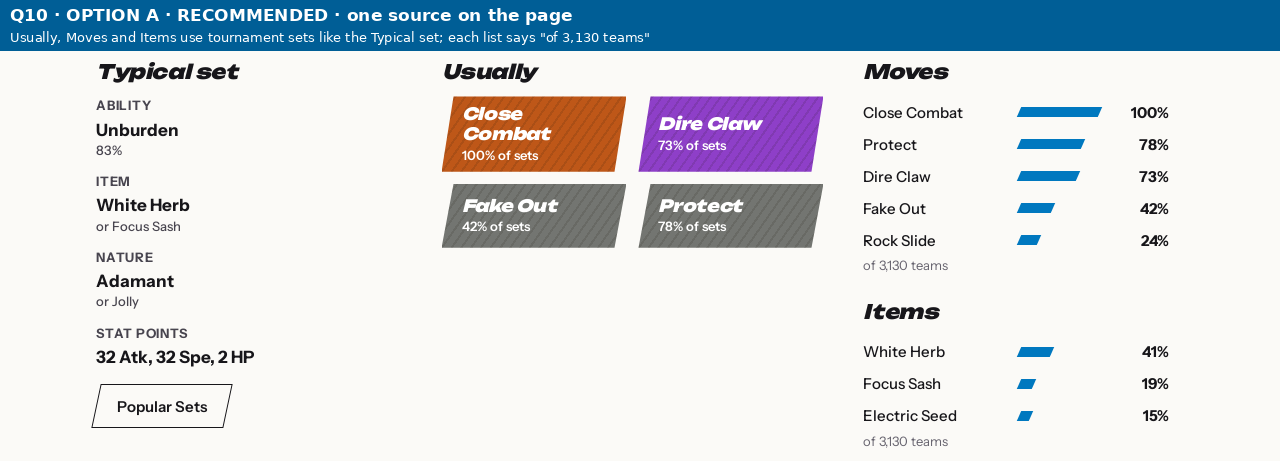 Q10 · OPTION A · RECOMMENDED · one source on the page
Usually, Moves and Items use tournament sets like the Typical set; each list says "of 3,130 teams"
Typical set
ABILITY
Unburden
83%
ITEM
White Herb
or Focus Sash
NATURE
Adamant
or Jolly
STAT POINTS
32 Atk, 32 Spe, 2 HP
Popular Sets
Usually
Close
Combat
100% of sets
Dire Claw
73% of sets
Fake Out
42% of sets
Protect
78% of sets
Moves
Close Combat 100%
Protect 78%
Dire Claw 73%
Fake Out 42%
Rock Slide 24%
of 3,130 teams
Items
White Herb 41%
Focus Sash 19%
Electric Seed 15%
of 3,130 teams